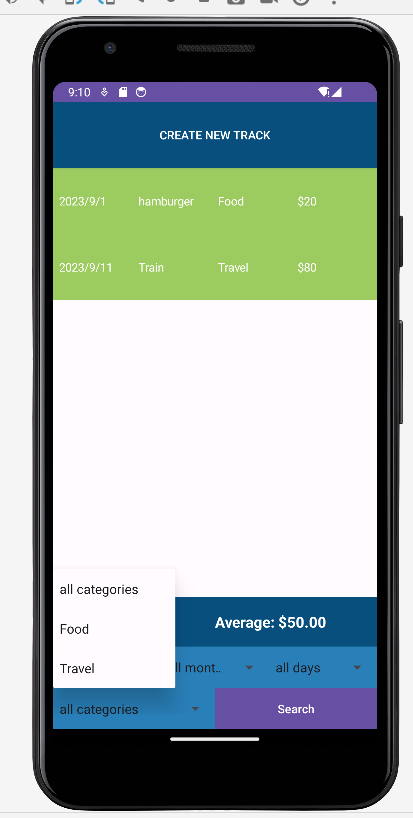 9:10
CREATE NEW TRACK
2023/9/1 hamburger Food $20
2023/9/11 Train Travel $80
all categories
Food
Travel
Average: $50.00
ll mont.. all days
all categories Search